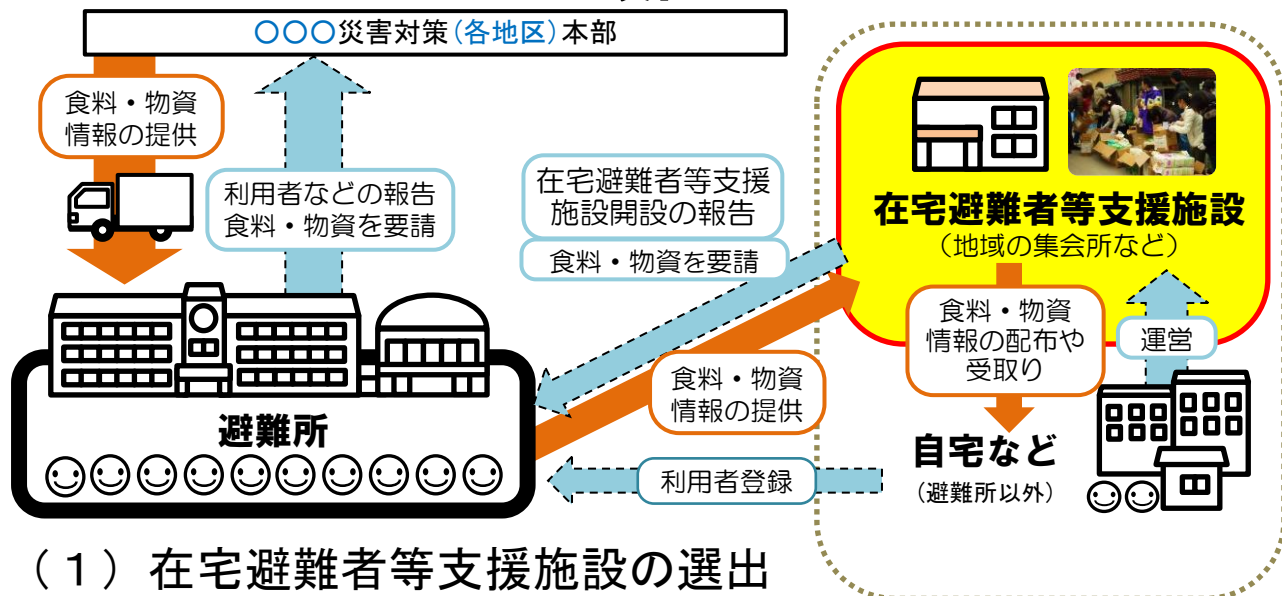 〇〇〇災害対策(各地区)本部
食料・物資
情報の提供
利用者などの報告
食料・物資を要請
在宅避難者等支援
施設開設の報告
食料・物資を要請
在宅避難者等支援施設
(地域の集会所など)
食料・物資
情報の配布や
受取り
運営
食料・物資
情報の提供
避難所
自宅など
(避難所以外)
利用者登録
(1)在宅避難者等支援施設の選出